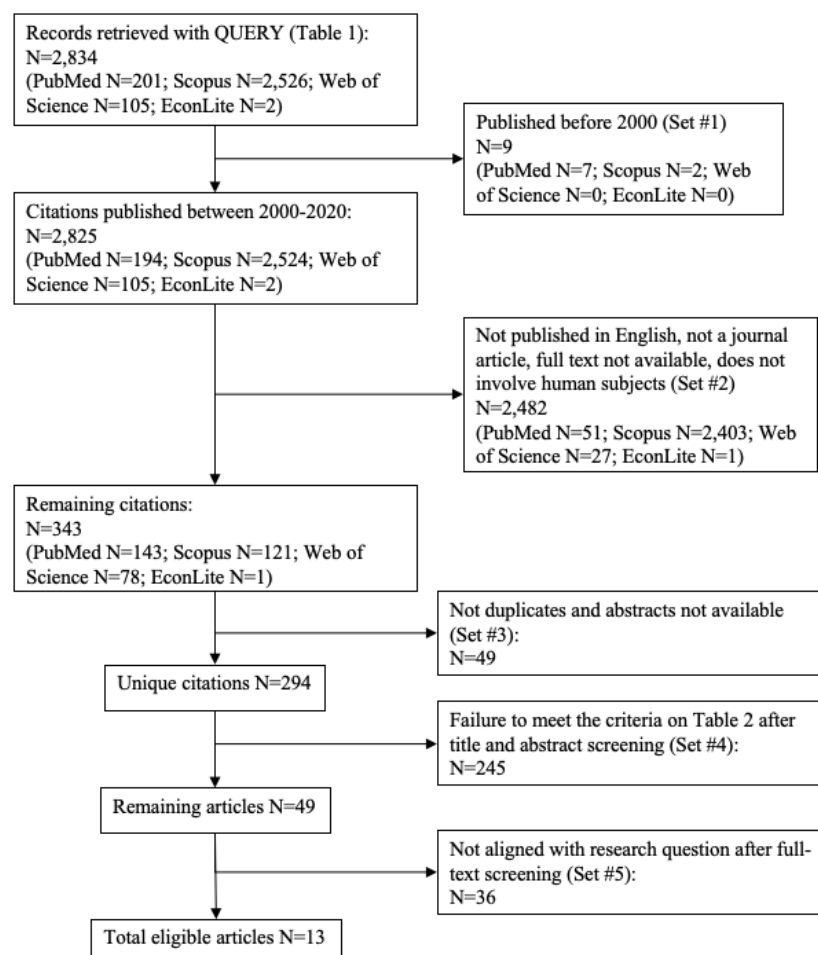 Records retrieved with QUERY (Table 1):
N=2,834
(PubMed N=201; Scopus N=2,526; Web of
Science N=105; EconLite N=2)
Published before 2000 (Set #1)
N=9
(PubMed N=7; Scopus N=2; Web
of Science N=0; EconLite N=0)
Citations published between 2000-2020:
N=2,825
(PubMed N=194; Scopus N=2,524; Web of
Science N=105; EconLite N=2)
Not published in English, not a journal
article, full text not available, does not
involve human subjects (Set #2)
N=2,482
(PubMed N=51; Scopus N=2,403; Web
of Science N=27; EconLite N=1)
Remaining citations:
N=343
(PubMed N=143; Scopus N=121; Web of
Science N=78; EconLite N=1)
Not duplicates and abstracts not available
(Set #3):
N=49
Unique citations N=294
Failure to meet the criteria on Table 2 after
title and abstract screening (Set #4):
N=245
Remaining articles N=49
Not aligned with research question after full-
text screening (Set #5):
N=36
Total eligible articles N=13